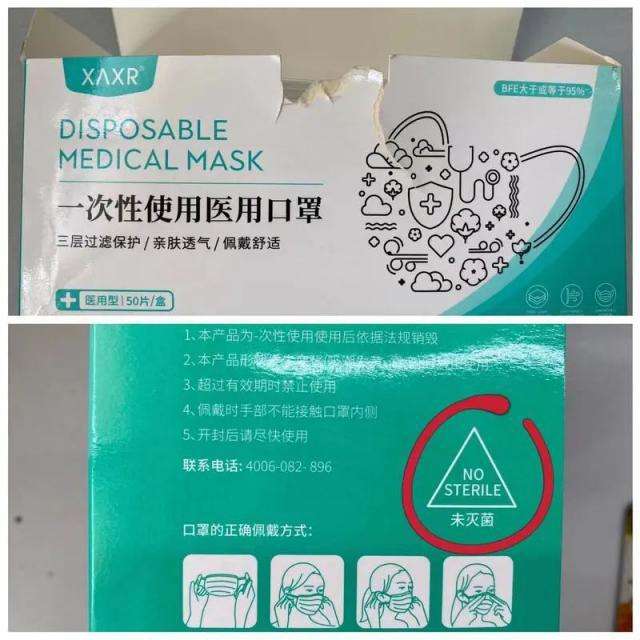 XAXR®
BFE大于或等于95%
DISPOSABLE
MEDICAL MASK
一次性使用医用口罩
三层过滤保护/亲肤透气/佩戴舒适
医用型 | 50片/盒
1、本产品为-次性使用使用后依据法规销毁
2、本产品形
使用
3、超过有效期时禁止使用
4、佩戴时手部不能接触口罩内侧
5、开封后请尽快使用
联系电话: 4006-082- 896
NO
STERILE
未灭菌
口罩的正确佩戴方式: